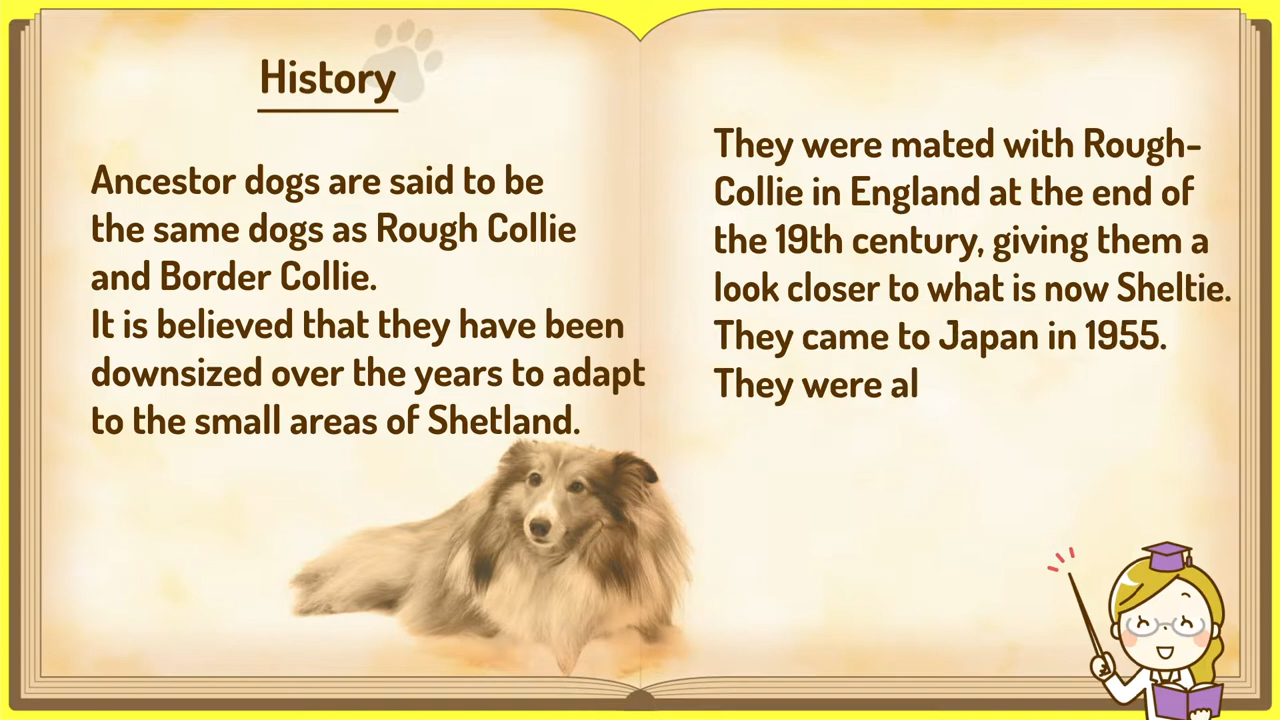 History
Ancestor dogs are said to be
the same dogs as Rough Collie
and Border Collie.
It is believed that they have been
downsized over the years to adapt
to the small areas of Shetland.
They were mated with Rough-
Collie in England at the end of
the 19th century, giving them a
look closer to what is now Sheltie.
They came to Japan in 1955.
They were al